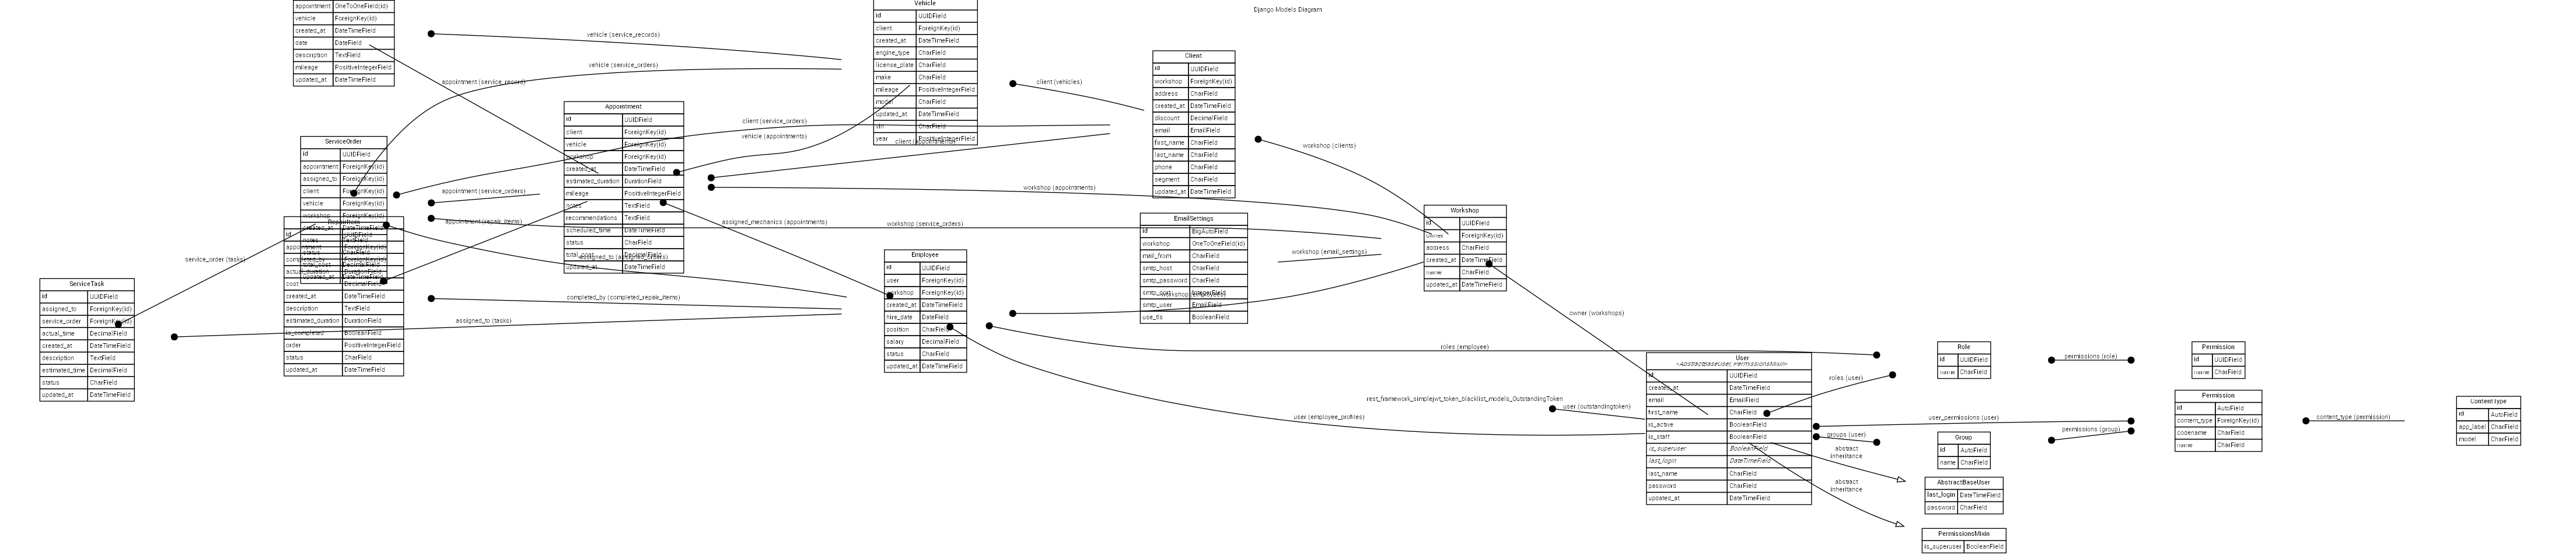 Django Models Diagram
appointment OneToOneField(id)
vehicle ForeignKey(id)
created_at DateTimeField
date DateField
description TextField
mileage PositiveIntegerField
updated_at DateTimeField
Vehicle
id UUIDField
client ForeignKey(id)
created_at DateTimeField
engine_type CharField
license_plate CharField
make CharField
mileage PositiveIntegerField
model CharField
updated_at DateTimeField
vin CharField
year PositiveIntegerField
Client
id UUIDField
workshop ForeignKey(id)
address CharField
created_at DateTimeField
discount DecimalField
email EmailField
first_name CharField
last_name CharField
phone CharField
segment CharField
updated_at DateTimeField
Appointment
id UUIDField
client ForeignKey(id)
vehicle ForeignKey(id)
workshop ForeignKey(id)
created_at DateTimeField
estimated_duration DurationField
mileage PositiveIntegerField
notes TextField
recommendations TextField
scheduled_time DateTimeField
status CharField
total_cost DecimalField
updated_at DateTimeField
ServiceOrder
id UUIDField
appointment ForeignKey(id)
assigned_to ForeignKey(id)
client ForeignKey(id)
vehicle ForeignKey(id)
workshop ForeignKey(id)
created_at DateTimeField
notes TextField
status CharField
total_cost DecimalField
updated_at DateTimeField
RepairItem
id UUIDField
appointment ForeignKey(id)
completed_by ForeignKey(id)
actual_duration DurationField
cost DecimalField
created_at DateTimeField
description TextField
estimated_duration DurationField
is_completed BooleanField
order PositiveIntegerField
status CharField
updated_at DateTimeField
ServiceTask
id UUIDField
assigned_to ForeignKey(id)
service_order ForeignKey(id)
actual_time DecimalField
created_at DateTimeField
description TextField
estimated_time DecimalField
status CharField
updated_at DateTimeField
Employee
id UUIDField
user ForeignKey(id)
workshop ForeignKey(id)
created_at DateTimeField
hire_date DateField
position CharField
salary DecimalField
status CharField
updated_at DateTimeField
EmailSettings
id BigAutoField
workshop OneToOneField(id)
mail_from CharField
smtp_host CharField
smtp_password CharField
smtp_port IntegerField
smtp_user EmailField
use_tls BooleanField
Workshop
id UUIDField
owner ForeignKey(id)
address CharField
created_at DateTimeField
name CharField
updated_at DateTimeField
User
<AbstractBaseUser,PermissionsMixin>
id UUIDField
created_at DateTimeField
email EmailField
first_name CharField
is_active BooleanField
is_staff BooleanField
is_superuser BooleanField
last_login DateTimeField
last_name CharField
password CharField
updated_at DateTimeField
Role
id UUIDField
name CharField
Permission
id UUIDField
name CharField
Permission
id AutoField
content_type ForeignKey(id)
codename CharField
name CharField
ContentType
id AutoField
app_label CharField
model CharField
Group
id AutoField
name CharField
AbstractBaseUser
last_login DateTimeField
password CharField
PermissionsMixin
is_superuser BooleanField
vehicle (service_records)
vehicle (service_orders)
appointment (service_record)
client (vehicles)
client (service_orders)
vehicle (appointments)
client (appointments)
workshop (clients)
workshop (appointments)
appointment (service_orders)
appointment (repair_items)
assigned_mechanics (appointments)
workshop (service_orders)
workshop (email_settings)
assigned_to (assigned_orders)
service_order (tasks)
completed_by (completed_repair_items)
assigned_to (tasks)
owner (workshops)
roles (employee)
roles (user)
rest_framework_simplejwt_token_blacklist_models_OutstandingToken
user (outstandingtoken)
user (employee_profiles)
permissions (role)
user_permissions (user)
groups (user)
permissions (group)
content_type (permission)
abstract
inheritance
abstract
inheritance